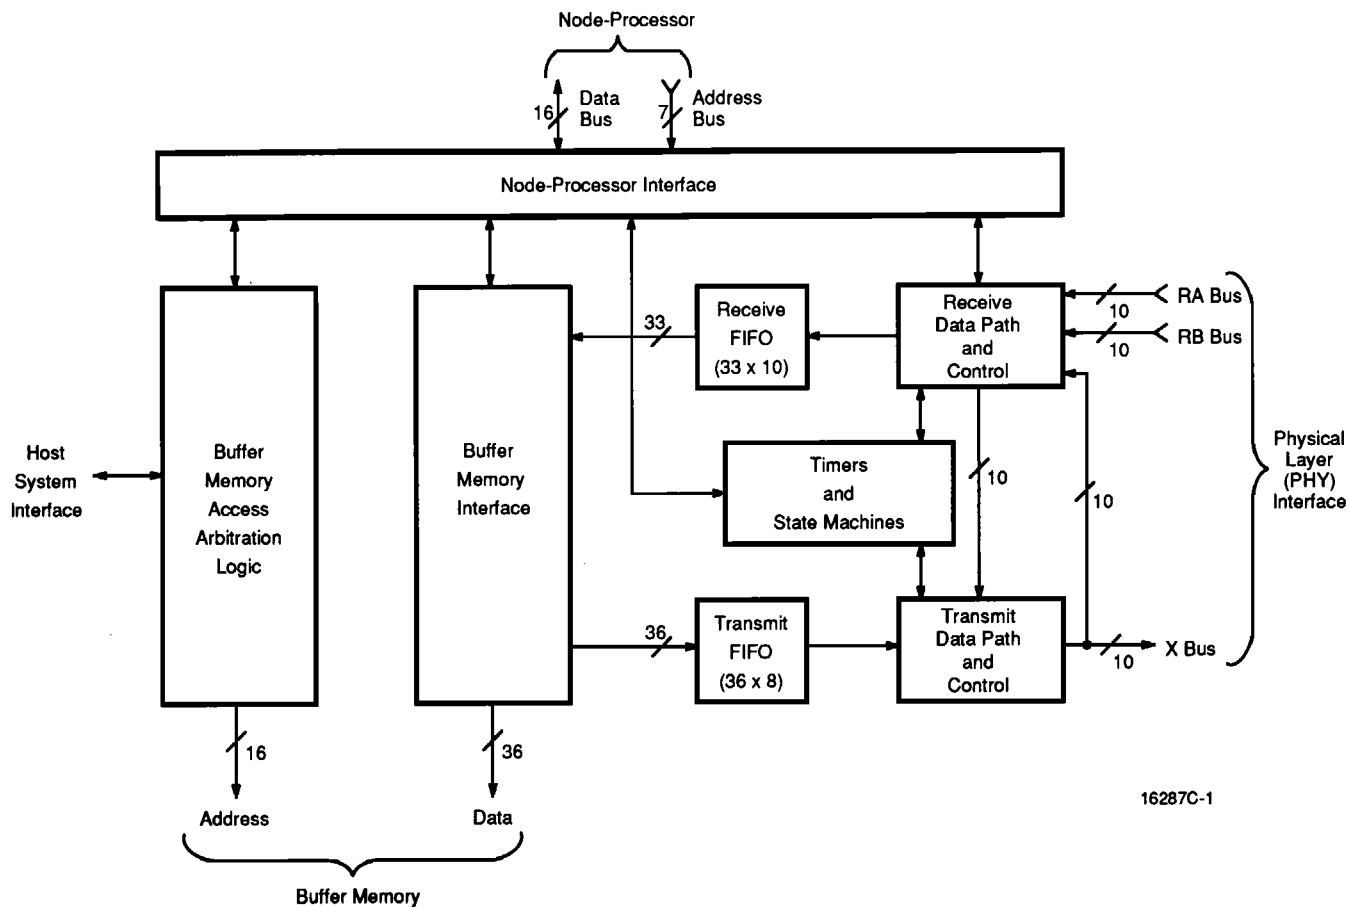 Node-Processor
16
Data
Bus
7
Address
Bus
Node-Processor Interface
Receive
Data Path
and
Control
10
RA Bus
10
RB Bus
33
Receive
FIFO
(33 x 10)
Host
System
Interface
Buffer
Memory
Access
Arbitration
Logic
Buffer
Memory
Interface
Timers
and
State Machines
10
10
Physical
Layer
(PHY)
Interface
36
Transmit
FIFO
(36 x 8)
Transmit
Data Path
and
Control
10
X Bus
16
36
Address
Data
Buffer Memory
16287C-1